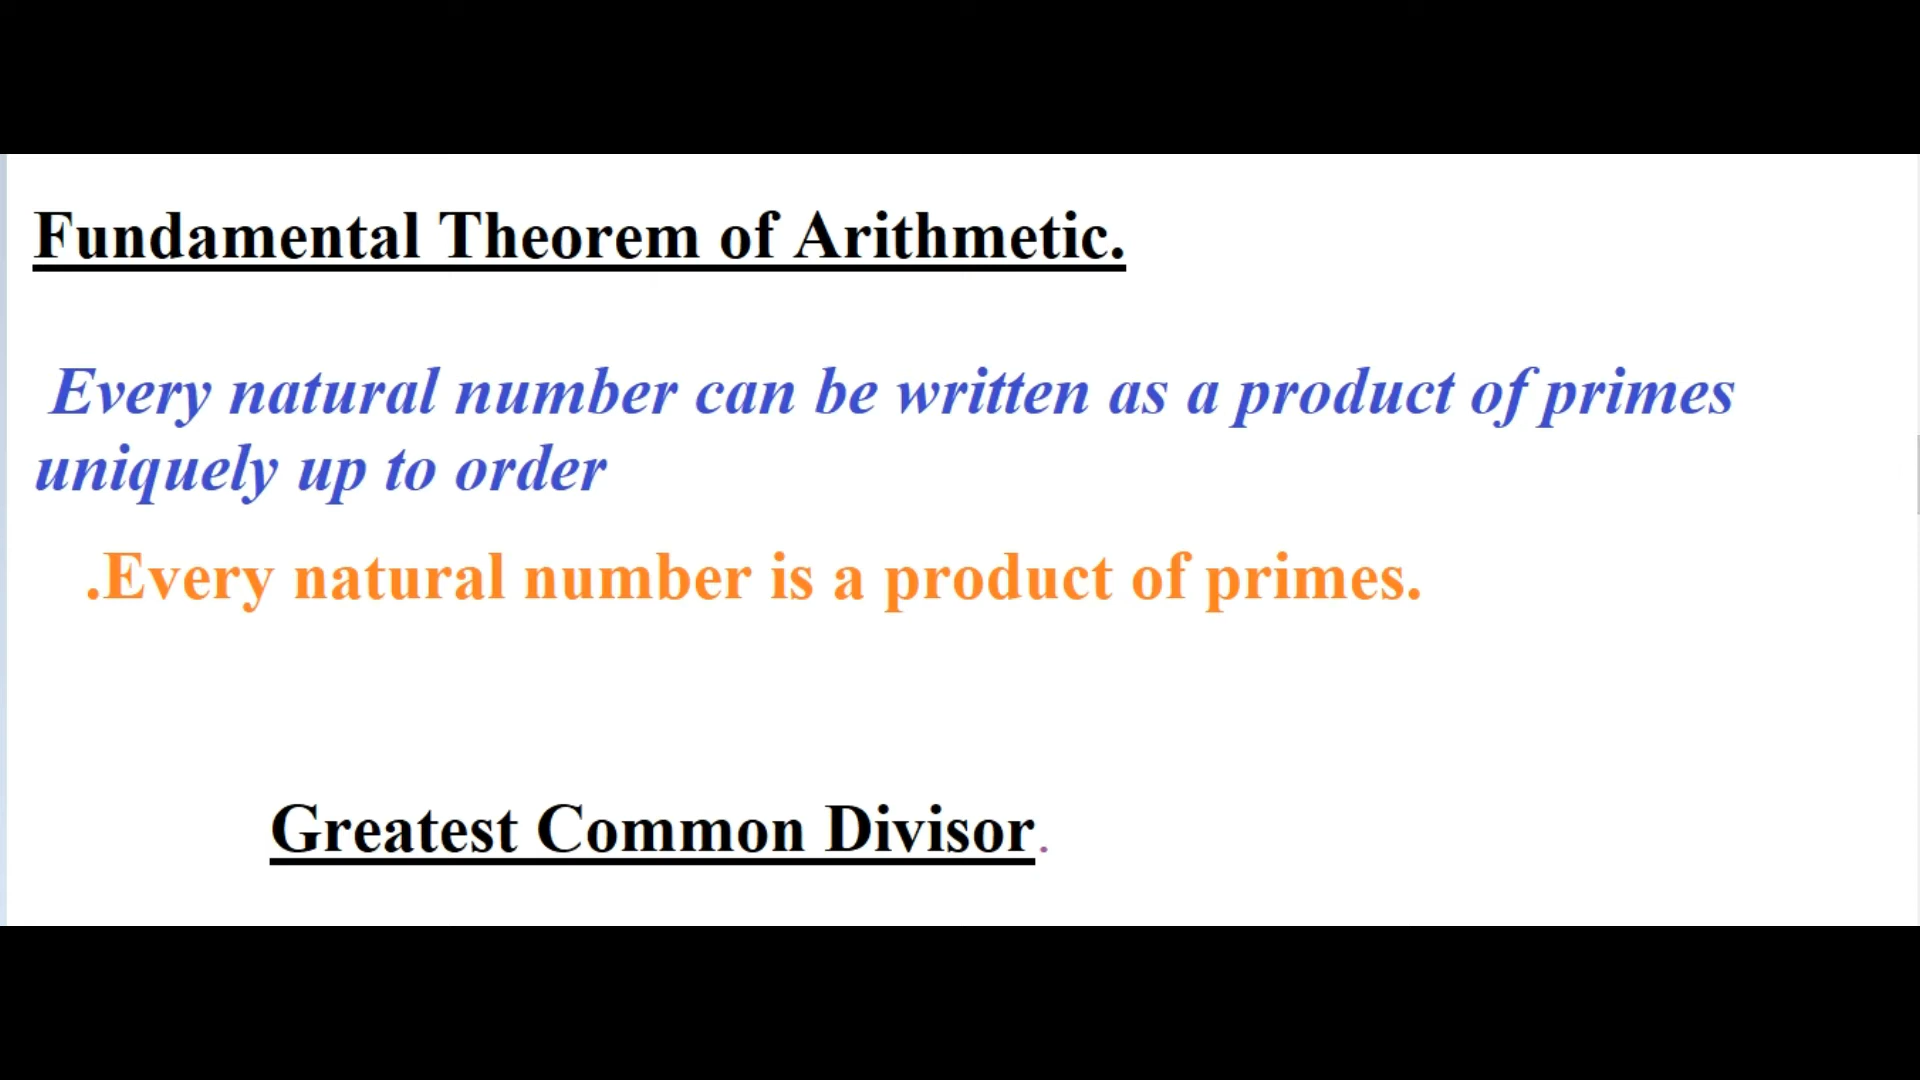 Fundamental Theorem of Arithmetic.
Every natural number can be written as a product of primes
uniquely up to order
.Every natural number is a product of primes.
Greatest Common Divisor.